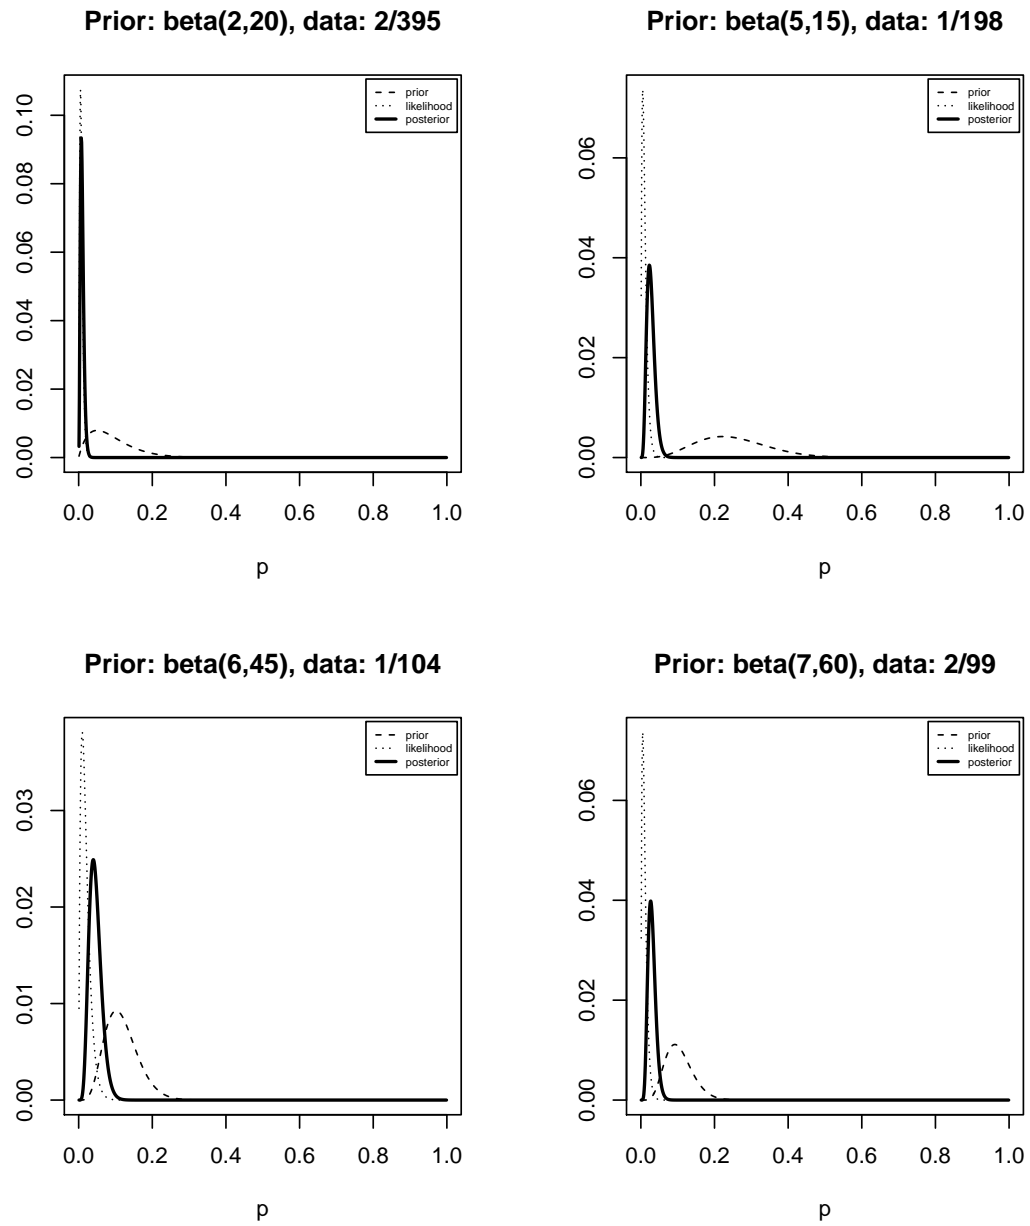 Prior: beta(2,20), data: 2/395
0.00 0.02 0.04 0.06 0.08 0.10
prior
likelihood
posterior
0.0 0.2 0.4 0.6 0.8 1.0
p
Prior: beta(5,15), data: 1/198
0.00 0.02 0.04 0.06
prior
likelihood
posterior
0.0 0.2 0.4 0.6 0.8 1.0
p
Prior: beta(6,45), data: 1/104
0.00 0.01 0.02 0.03
prior
likelihood
posterior
0.0 0.2 0.4 0.6 0.8 1.0
p
Prior: beta(7,60), data: 2/99
0.00 0.02 0.04 0.06
prior
likelihood
posterior
0.0 0.2 0.4 0.6 0.8 1.0
p